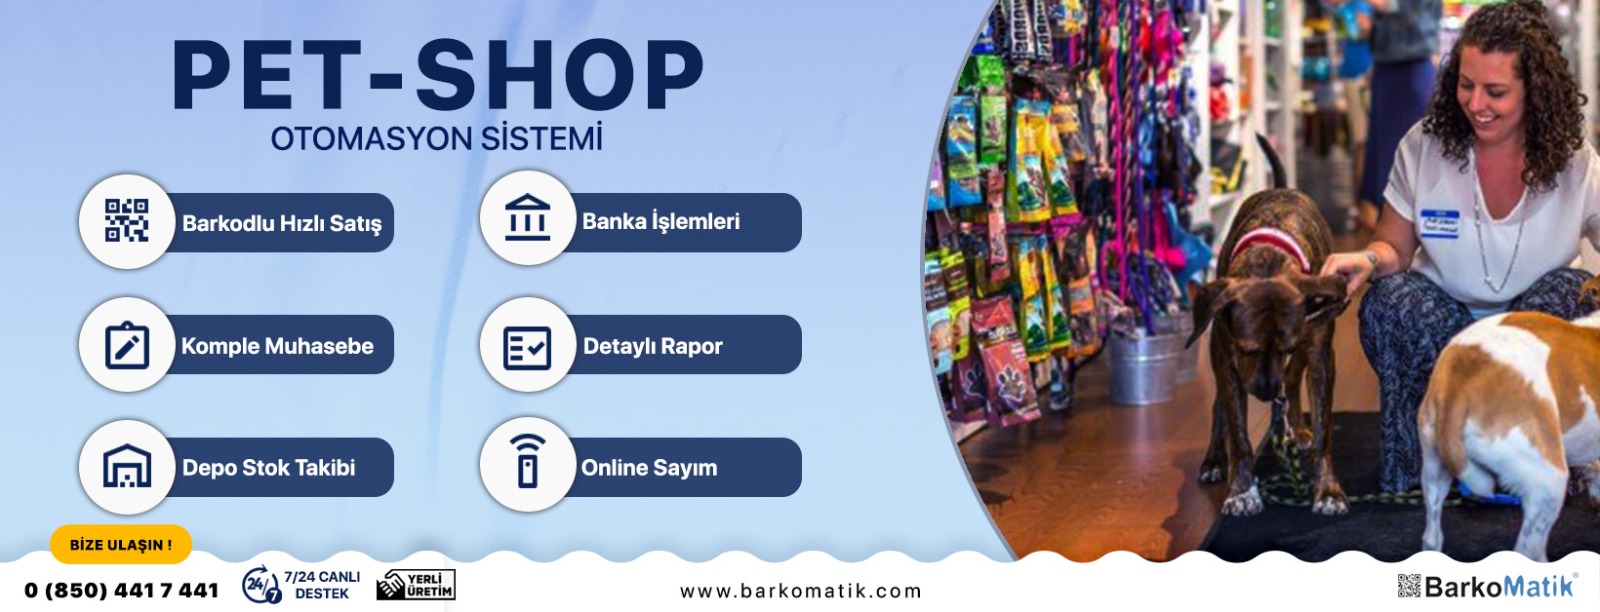 PET-SHOP
OTOMASYON SİSTEMİ
Barkodlu Hızlı Satış
Banka İşlemleri
Komple Muhasebe
Detaylı Rapor
Depo Stok Takibi
Online Sayım
BİZE ULAŞIN !
0 (850) 441 7 441
24/7
7/24 CANLI
DESTEK
YERLİ
ÜRETİM
www.barkomatik.com
BarkoMatik®